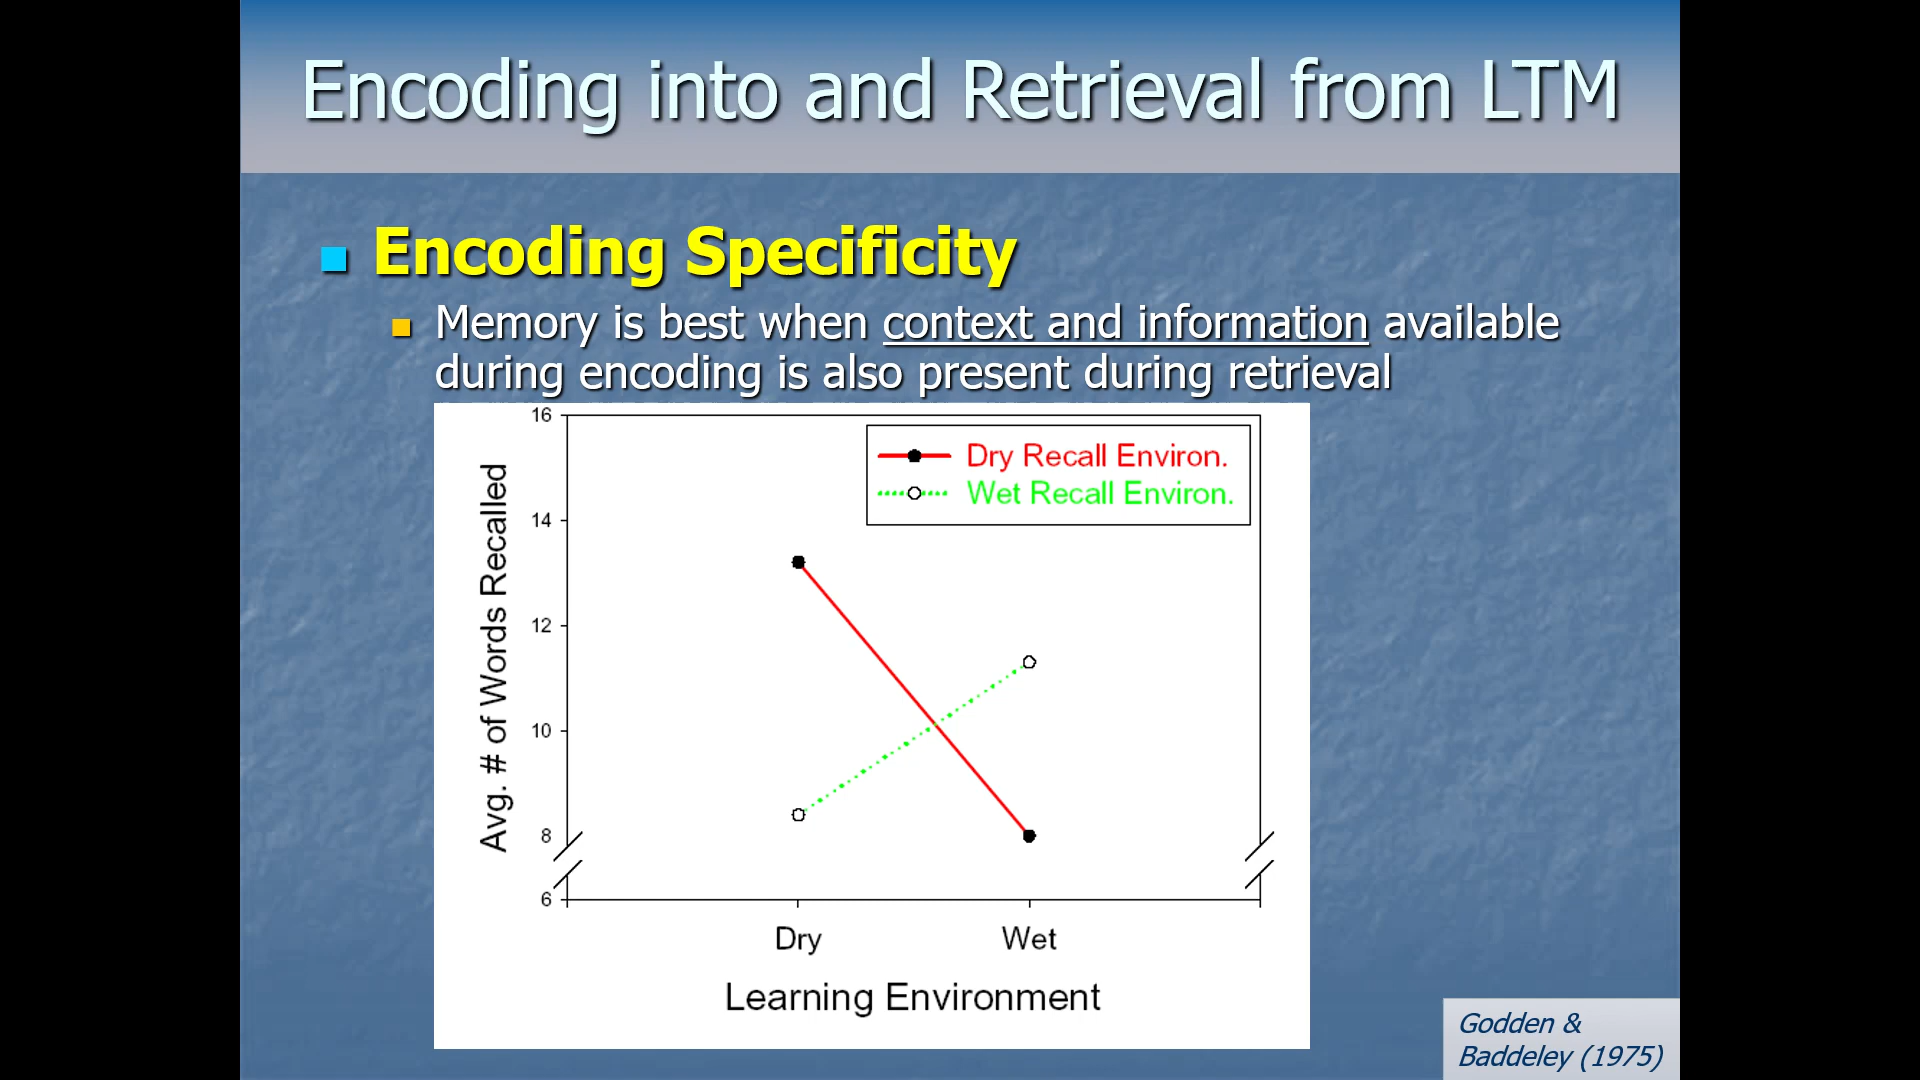 Encoding into and Retrieval from LTM
Encoding Specificity
Memory is best when context and information available
during encoding is also present during retrieval
16
14
12
10
8
6
Avg. # of Words Recalled
Dry Recall Environ.
Wet Recall Environ.
Dry
Wet
Learning Environment
Godden &
Baddeley (1975)